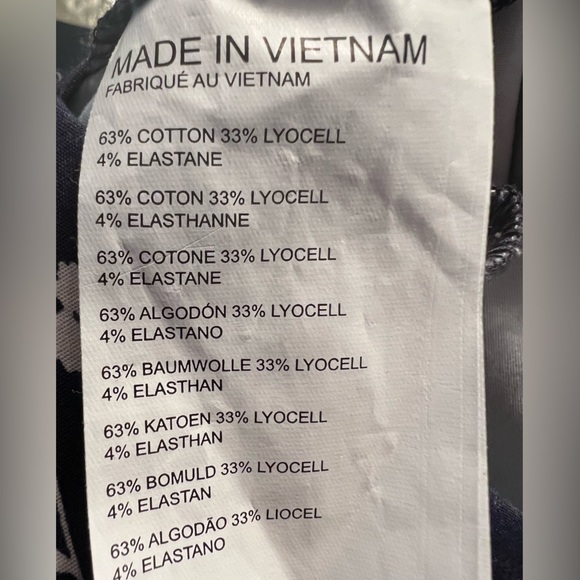 MADE IN VIETNAM
FABRIQUÉ AU VIETNAM
63% COTTON 33% LYOCELL
4% ELASTANE
63% COTON 33% LYOCELL
4% ELASTHANNE
63% COTONE 33% LYOCELL
4% ELASTANE
63% ALGODÓN 33% LYOCELL
4% ELASTANO
63% BAUMWOLLE 33% LYOCELL
4% ELASTHAN
63% KATOEN 33% LYOCELL
4% ELASTHAN
63% BOMULD 33% LYOCELL
4% ELASTAN
63% ALGODÃO 33% LIOCEL
4% ELASTANO